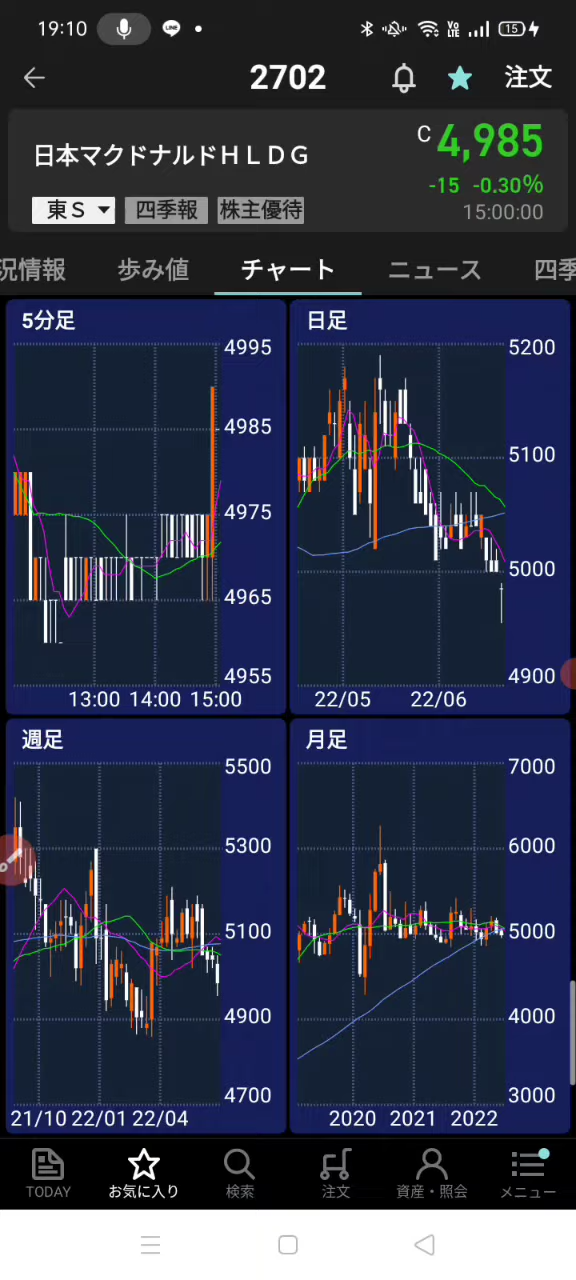 19:10
LINE
Vo
LTE
15
2702
注文
日本マクドナルドHLDG
C 4,985
-15 -0.30%
東S
四季報
株主優待
15:00:00
況情報
歩み値
チャート
ニュース
四季
5分足
4995
4985
4975
4965
4955
13:00 14:00 15:00
日足
5200
5100
5000
4900
22/05 22/06
週足
5500
5300
5100
4900
4700
21/10 22/01 22/04
月足
7000
6000
5000
4000
3000
2020 2021 2022
TODAY
お気に入り
検索
注文
資産・照会
メニュー